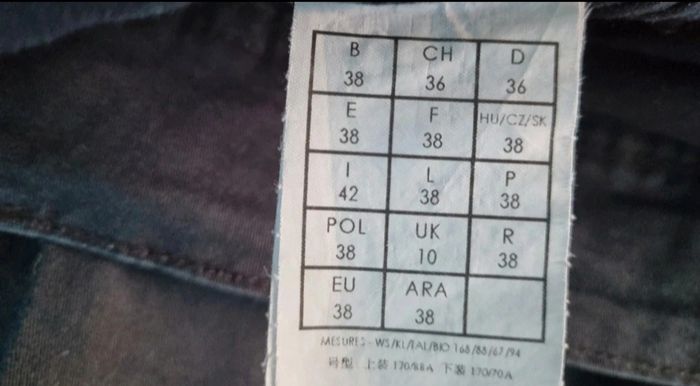 B CH D
38 36 36
E F HU/CZ/SK
38 38 38
I L P
42 38 38
POL UK R
38 10 38
EU ARA
38 38
MESURES - WS/KL/IAL/BIO 168/88/67/94
号型 上装 170/88A 下装 170/70A